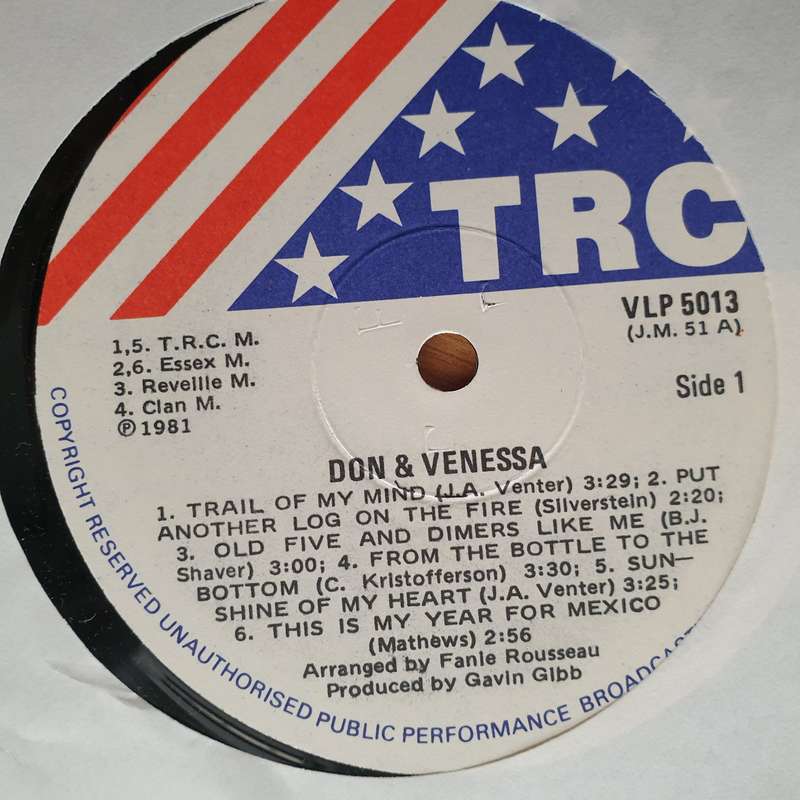 TRC
VLP 5013
(J.M. 51 A)
Side 1
1,5. T.R.C. M.
2,6. Essex M.
3. Reveille M.
4. Clan M.
℗ 1981
DON & VENESSA
1. TRAIL OF MY MIND (J.A. Venter) 3:29; 2. PUT
ANOTHER LOG ON THE FIRE (Silverstein) 2:20;
3. OLD FIVE AND DIMERS LIKE ME (B.J.
Shaver) 3:00; 4. FROM THE BOTTLE TO THE
BOTTOM (C. Kristofferson) 3:30; 5. SUN—
SHINE OF MY HEART (J.A. Venter) 3:25;
6. THIS IS MY YEAR FOR MEXICO
(Mathews) 2:56
Arranged by Fanie Rousseau
Produced by Gavin Gibb
COPYRIGHT RESERVED UNAUTHORISED PUBLIC PERFORMANCE